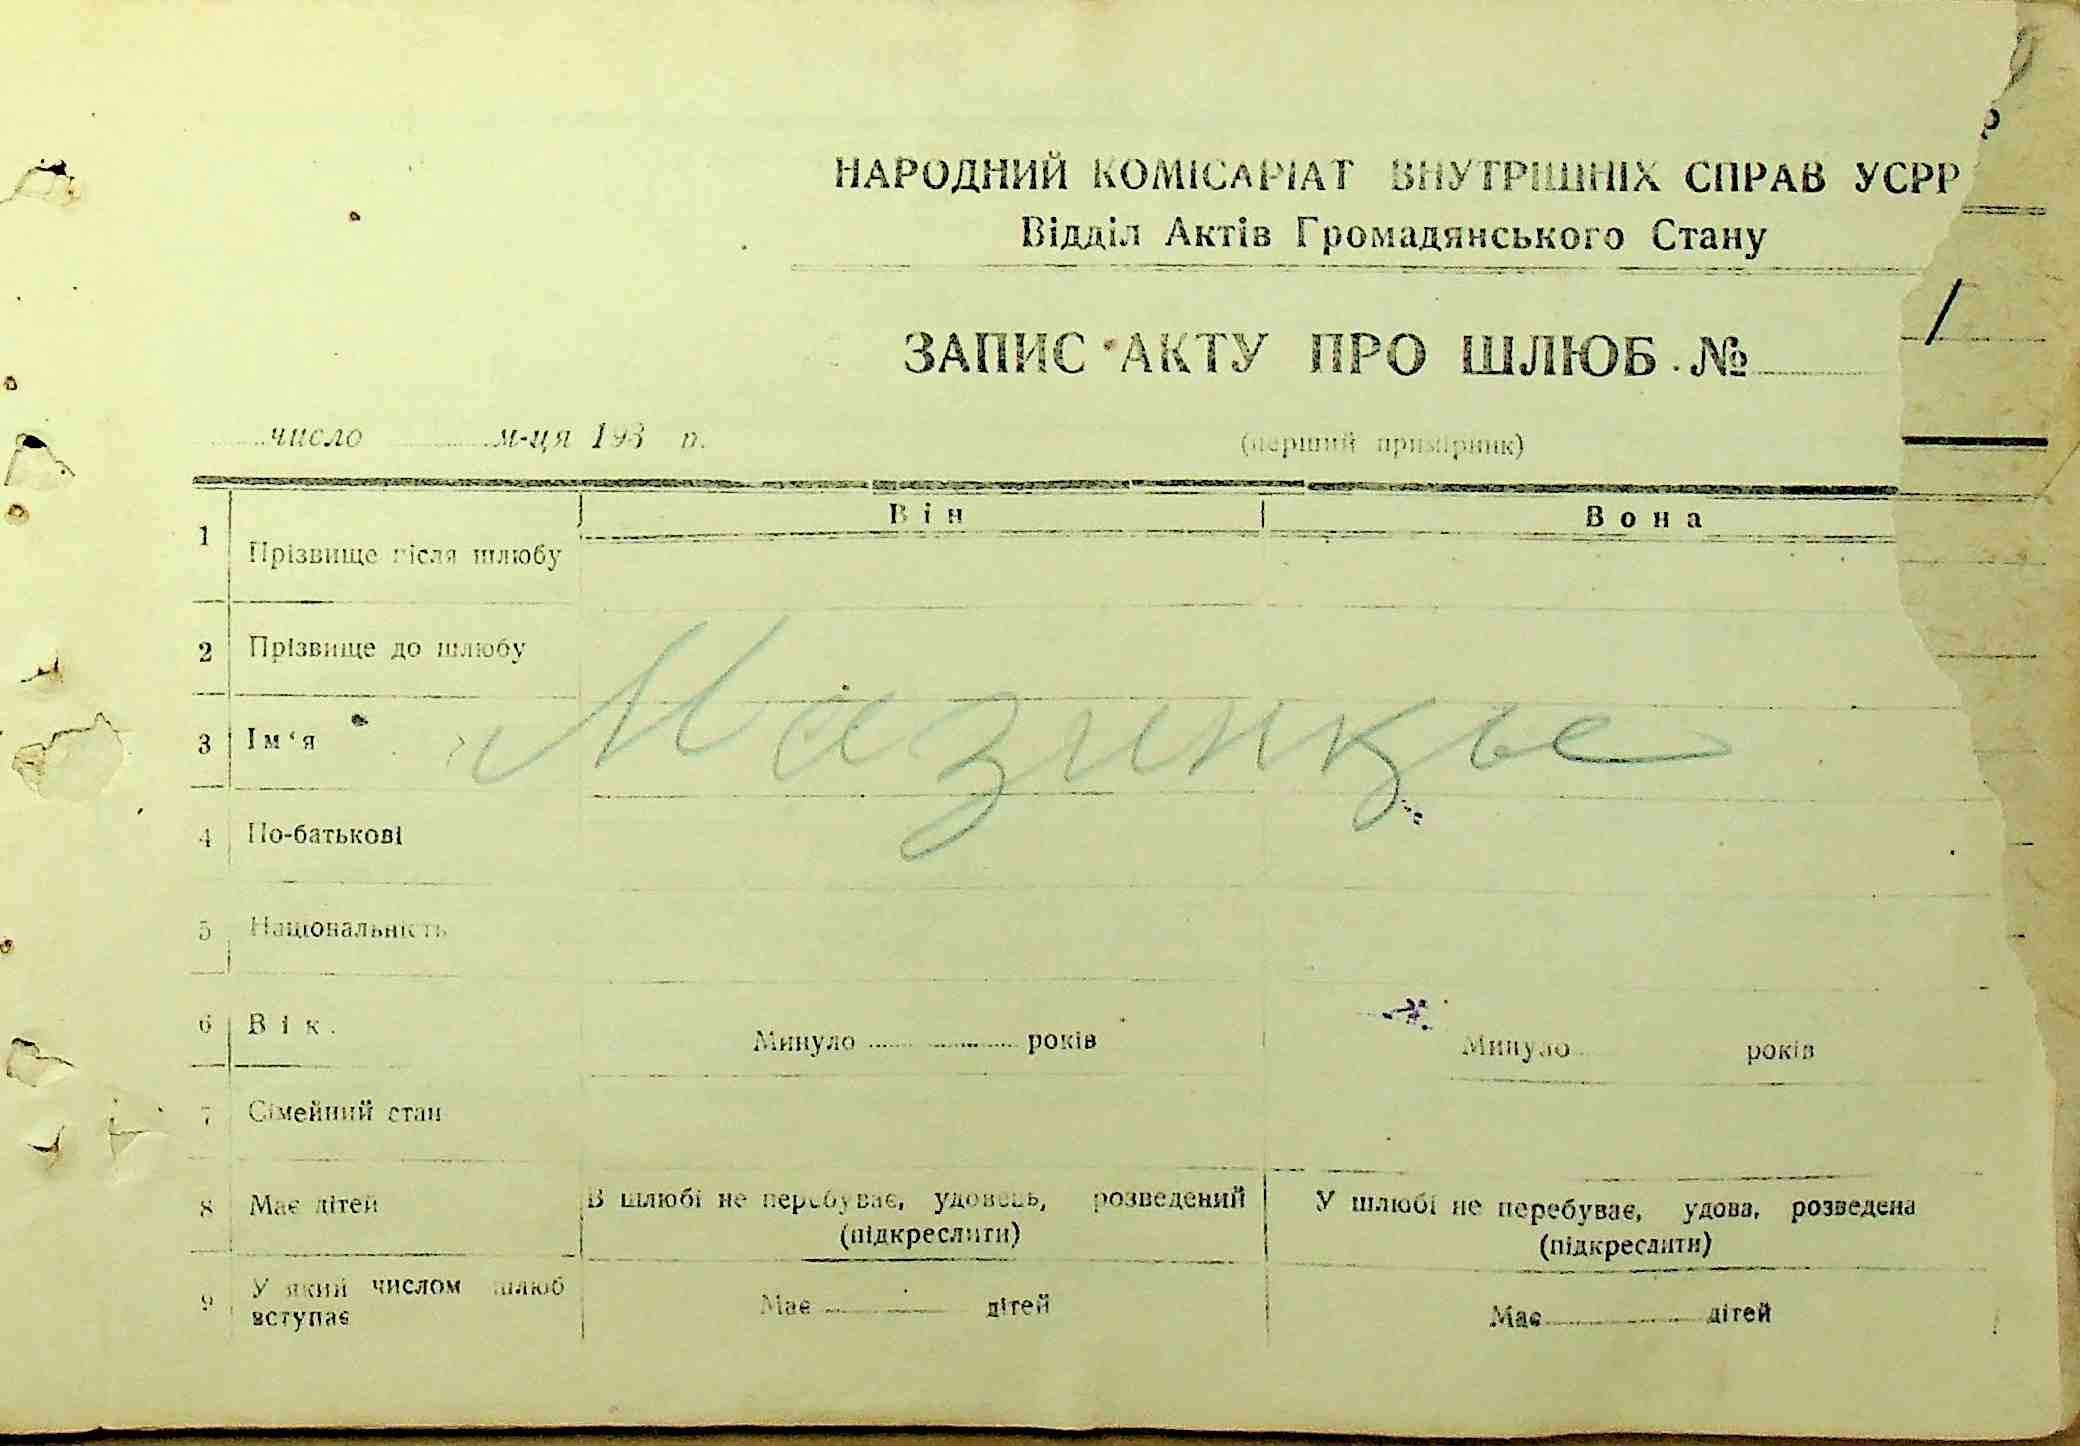 НАРОДНИЙ КОМІСАРІАТ ВНУТРІШНІХ СПРАВ УСРР
Відділ Актів Громадянського Стану
ЗАПИС АКТУ ПРО ШЛЮБ №
число м-ця 193 р.
(перший примірник)
Він Вона
1 Прізвище після шлюбу
2 Прізвище до шлюбу
3 Ім‘я
4 По-батькові
5 Національність
6 Вік. Минуло років Минуло років
7 Сімейний стан
8 Має дітей В шлюбі не перебуває, удовець, розведений (підкреслити) У шлюбі не перебуває, удова, розведена (підкреслити)
9 У який числом шлюб вступає Має дітей Має дітей